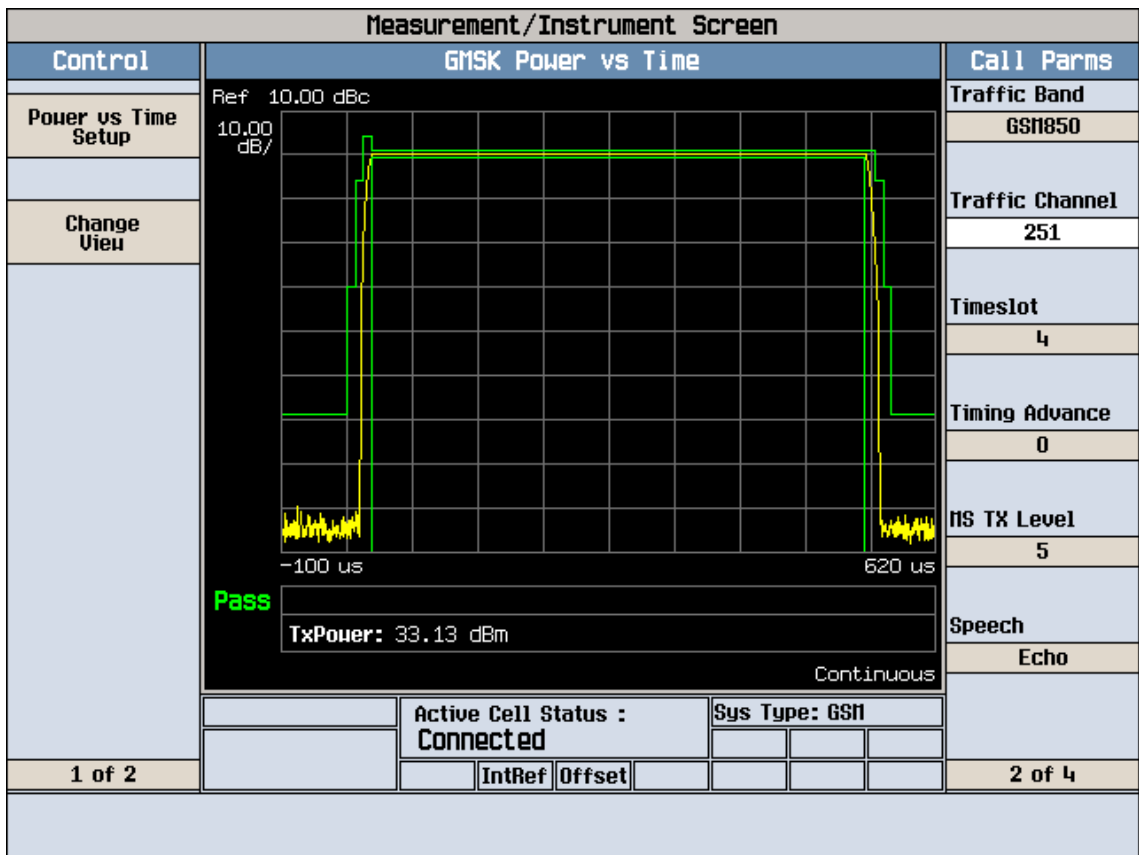 Measurement/Instrument Screen
Control
GMSK Power vs Time
Call Parms
Power vs Time
Setup
Change
View
1 of 2
Ref 10.00 dBc
10.00
dB/
-100 us
620 us
Pass
TxPower: 33.13 dBm
Continuous
Active Cell Status :
Connected
Sys Type: GSM
IntRef
Offset
Traffic Band
GSM850
Traffic Channel
251
Timeslot
4
Timing Advance
0
MS TX Level
5
Speech
Echo
2 of 4